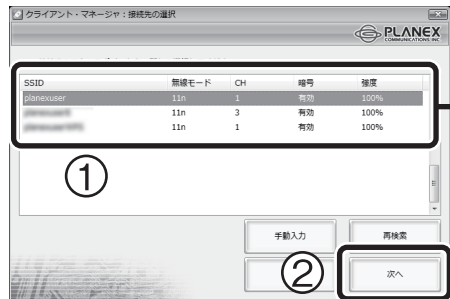 クライアント・マネージャ：接続先の選択
PLANEX
COMMUNICATIONS INC
SSID 無線モード CH 暗号 強度
planexuser 11n 1 有効 100%
11n 3 有効 100%
11n 1 有効 100%
①
手動入力 再検索
② 次へ